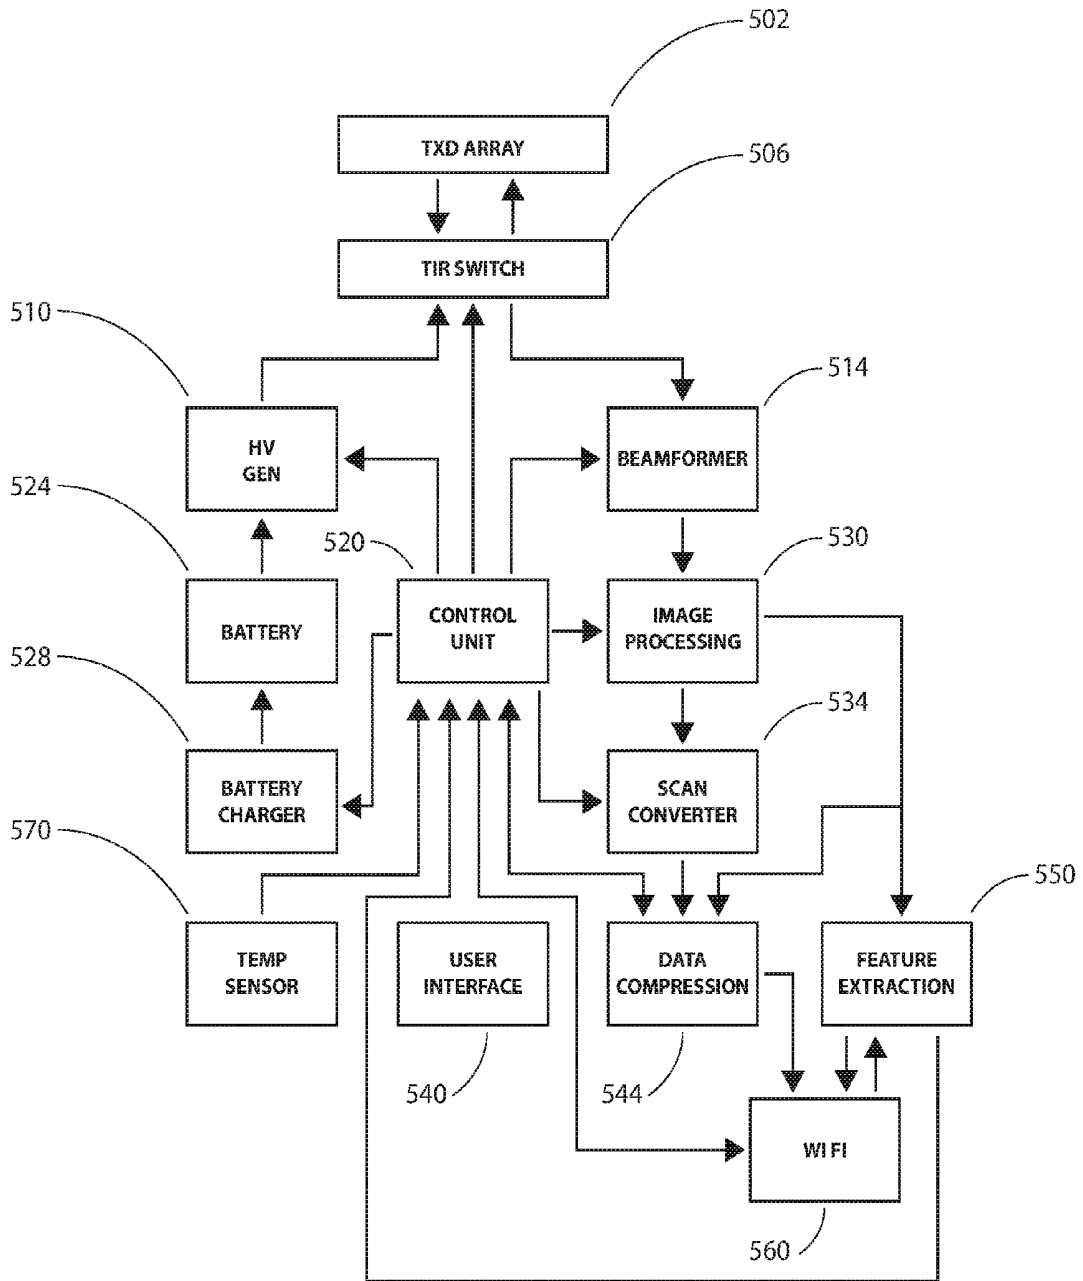 502
TXD ARRAY
506
TIR SWITCH
510
514
HV
GEN
BEAMFORMER
524
520
530
BATTERY
CONTROL
UNIT
IMAGE
PROCESSING
528
534
BATTERY
CHARGER
SCAN
CONVERTER
570
550
TEMP
SENSOR
USER
INTERFACE
DATA
COMPRESSION
FEATURE
EXTRACTION
540
544
WI FI
560